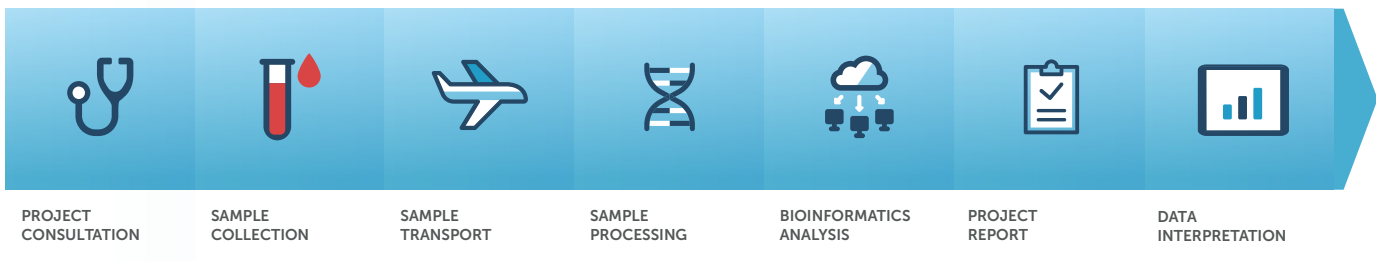 PROJECT
CONSULTATION
SAMPLE
COLLECTION
SAMPLE
TRANSPORT
SAMPLE
PROCESSING
BIOINFORMATICS
ANALYSIS
PROJECT
REPORT
DATA
INTERPRETATION